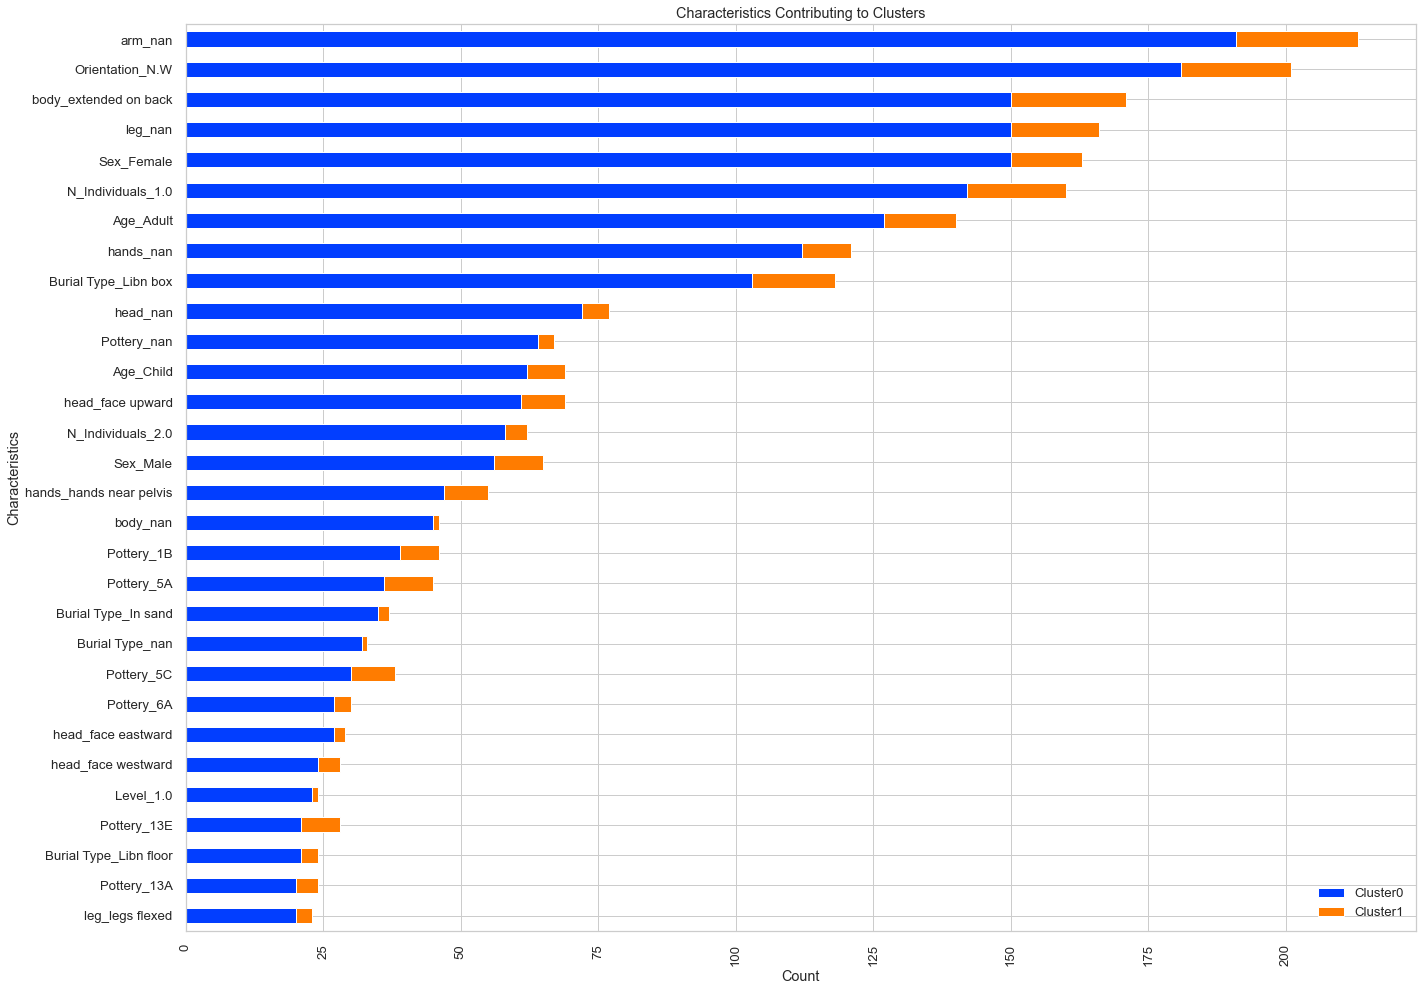 Characteristics Contributing to Clusters
arm_nan
Orientation_N.W
body_extended on back
leg_nan
Sex_Female
N_Individuals_1.0
Age_Adult
hands_nan
Burial Type_Libn box
head_nan
Pottery_nan
Age_Child
head_face upward
N_Individuals_2.0
Sex_Male
hands_hands near pelvis
body_nan
Pottery_1B
Pottery_5A
Burial Type_In sand
Burial Type_nan
Pottery_5C
Pottery_6A
head_face eastward
head_face westward
Level_1.0
Pottery_13E
Burial Type_Libn floor
Pottery_13A
leg_legs flexed
Characteristics
Cluster0
Cluster1
0 25 50 75 100 125 150 175 200
Count